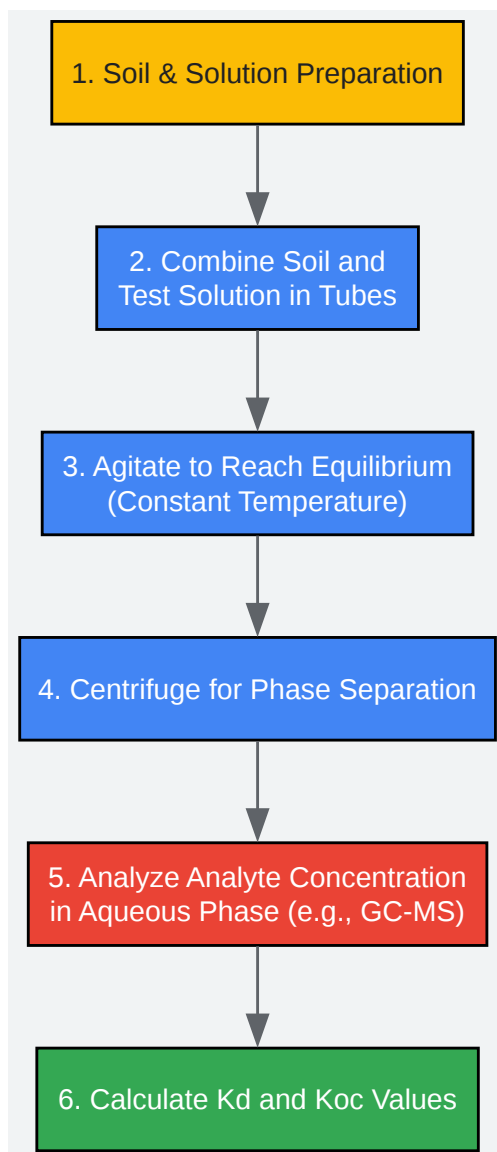 1. Soil & Solution Preparation
2. Combine Soil and
Test Solution in Tubes
3. Agitate to Reach Equilibrium
(Constant Temperature)
4. Centrifuge for Phase Separation
5. Analyze Analyte Concentration
in Aqueous Phase (e.g., GC-MS)
6. Calculate Kd and Koc Values